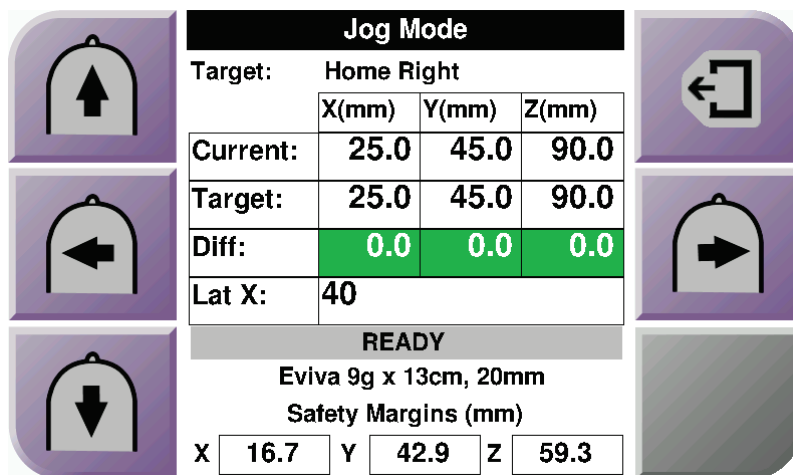 Jog Mode
Target: Home Right
X(mm) Y(mm) Z(mm)
Current: 25.0 45.0 90.0
Target: 25.0 45.0 90.0
Diff: 0.0 0.0 0.0
Lat X: 40
READY
Eviva 9g x 13cm, 20mm
Safety Margins (mm)
X 16.7 Y 42.9 Z 59.3